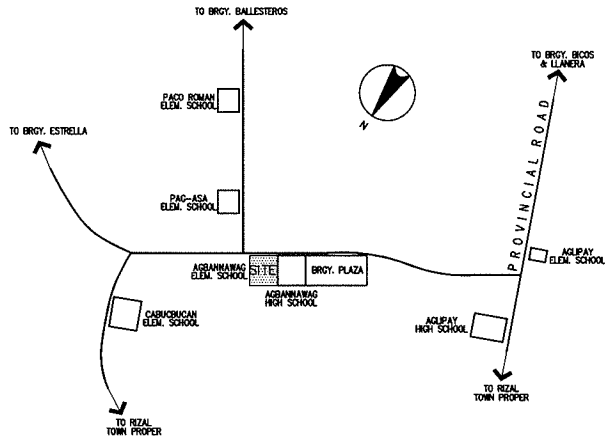 TO BRGY. BALLESTEROS
TO BRGY. BICOS
& LLANERA
PACO ROMAN
ELEM. SCHOOL
N
PROVINCIAL ROAD
TO BRGY. ESTRELLA
PAG-ASA
ELEM. SCHOOL
AGLIPAY
ELEM. SCHOOL
AGBANNAWAG
ELEM. SCHOOL
SITE
BRGY. PLAZA
AGBANNAWAG
HIGH SCHOOL
CABUCBUCAN
ELEM. SCHOOL
AGLIPAY
HIGH SCHOOL
TO RIZAL
TOWN PROPER
TO RIZAL
TOWN PROPER